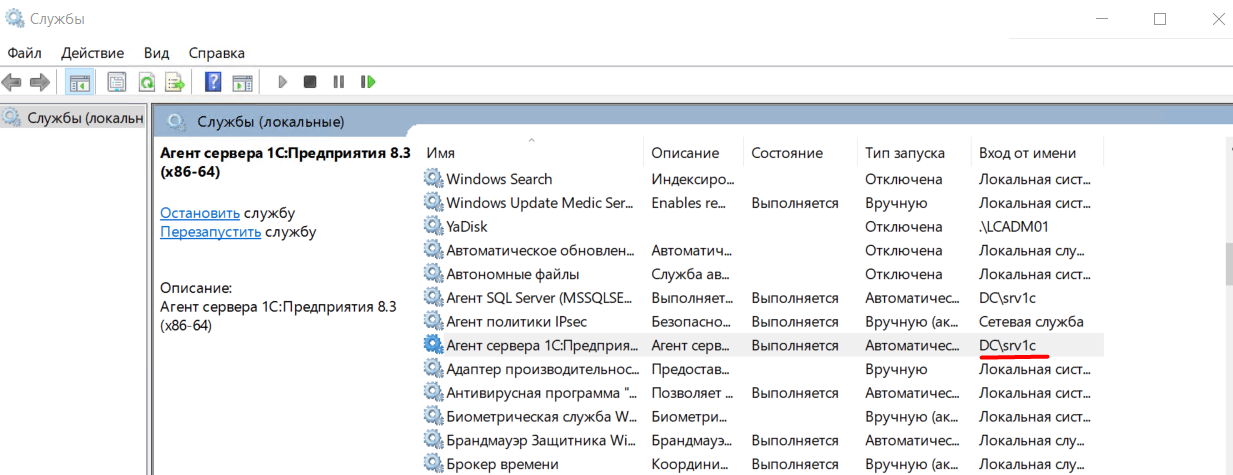 Службы
Файл Действие Вид Справка
Службы (локальн
Службы (локальные)
Агент сервера 1С:Предприятия 8.3
(x86-64)
Остановить службу
Перезапустить службу
Описание:
Агент сервера 1С:Предприятия 8.3
(x86-64)
Имя Описание Состояние Тип запуска Вход от имени
Windows Search Индексиро... Отключена Локальная сист...
Windows Update Medic Ser... Enables re... Выполняется Вручную Локальная сист...
YaDisk Отключена .\LCADM01
Автоматическое обновлен... Автоматич... Отключена Локальная слу...
Автономные файлы Служба ав... Отключена Локальная сист...
Агент SQL Server (MSSQLSE... Выполняет... Выполняется Автоматичес... DC\srv1c
Агент политики IPsec Безопасно... Выполняется Вручную (ак... Сетевая служба
Агент сервера 1С:Предприя... Агент серв... Выполняется Автоматичес... DC\srv1c
Адаптер производительнос... Предостав... Вручную Локальная сист...
Антивирусная программа "... Позволяет ... Выполняется Автоматичес... Локальная сист...
Биометрическая служба W... Биометри... Вручную (ак... Локальная сист...
Брандмауэр Защитника Wi... Брандмауэ... Выполняется Автоматичес... Локальная слу...
Брокер времени Координи... Выполняется Вручную (ак... Локальная слу...